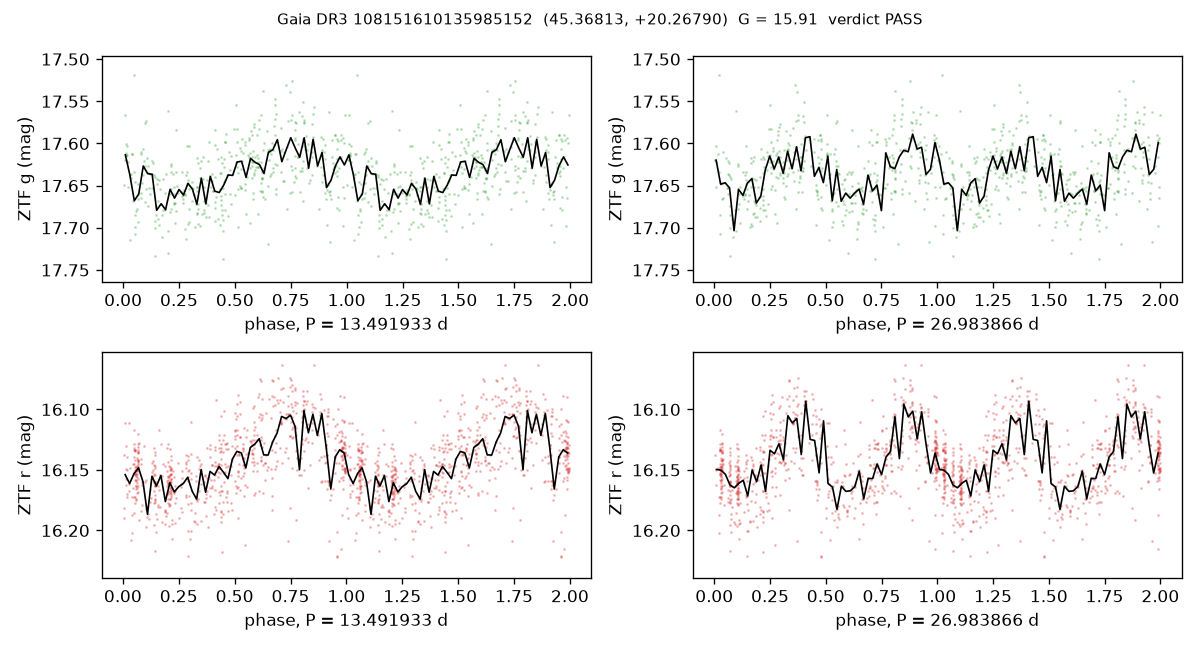 Gaia DR3 108151610135985152 (45.36813, +20.26790) G = 15.91 verdict PASS
17.50
17.55
17.60
17.65
17.70
17.75
ZTF g (mag)
0.00 0.25 0.50 0.75 1.00 1.25 1.50 1.75 2.00
phase, P = 13.491933 d
17.50
17.55
17.60
17.65
17.70
17.75
ZTF g (mag)
0.00 0.25 0.50 0.75 1.00 1.25 1.50 1.75 2.00
phase, P = 26.983866 d
16.10
16.15
16.20
ZTF r (mag)
0.00 0.25 0.50 0.75 1.00 1.25 1.50 1.75 2.00
phase, P = 13.491933 d
16.10
16.15
16.20
ZTF r (mag)
0.00 0.25 0.50 0.75 1.00 1.25 1.50 1.75 2.00
phase, P = 26.983866 d